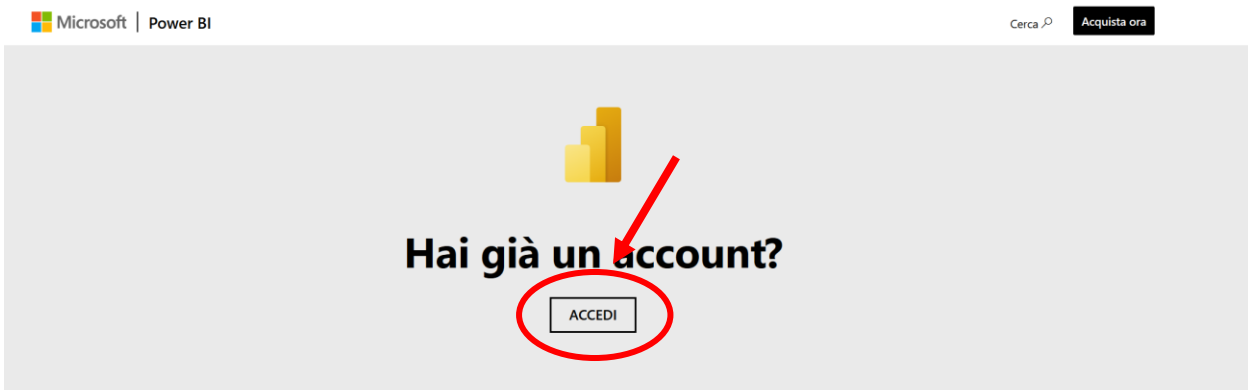 Microsoft | Power BI
Cerca
Acquista ora
Hai già un account?
ACCEDI